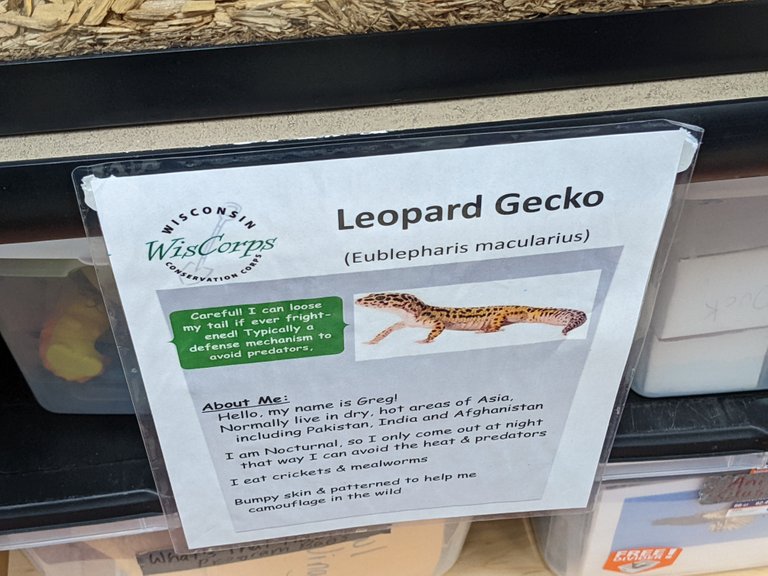 WISCONSIN
WisCorps
CONSERVATION CORPS
Leopard Gecko
(Eublepharis macularius)
Careful! I can loose
my tail if ever fright-
ened! Typically a
defense mechanism to
avoid predators,
About Me:
Hello, my name is Greg!
Normally live in dry, hot areas of Asia,
including Pakistan, India and Afghanistan
I am Nocturnal, so I only come out at night
that way I can avoid the heat & predators
I eat crickets & mealworms
Bumpy skin & patterned to help me
camouflage in the wild
What's
program
FREE!